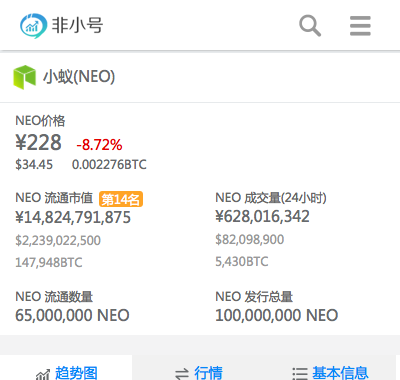 非小号
小蚁(NEO)
NEO价格
¥228 -8.72%
$34.45 0.002276BTC
NEO 流通市值 第14名
¥14,824,791,875
$2,239,022,500
147,948BTC
NEO 成交量(24小时)
¥628,016,342
$82,098,900
5,430BTC
NEO 流通数量
65,000,000 NEO
NEO 发行总量
100,000,000 NEO
趋势图 行情 基本信息